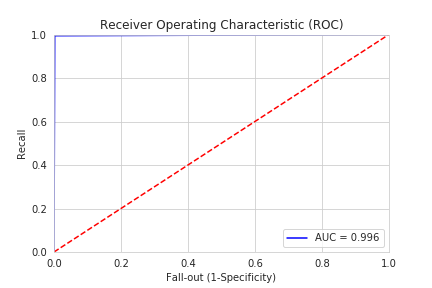 Receiver Operating Characteristic (ROC)
1.0
0.8
0.6
0.4
0.2
0.0
Recall
0.0 0.2 0.4 0.6 0.8 1.0
Fall-out (1-Specificity)
AUC = 0.996